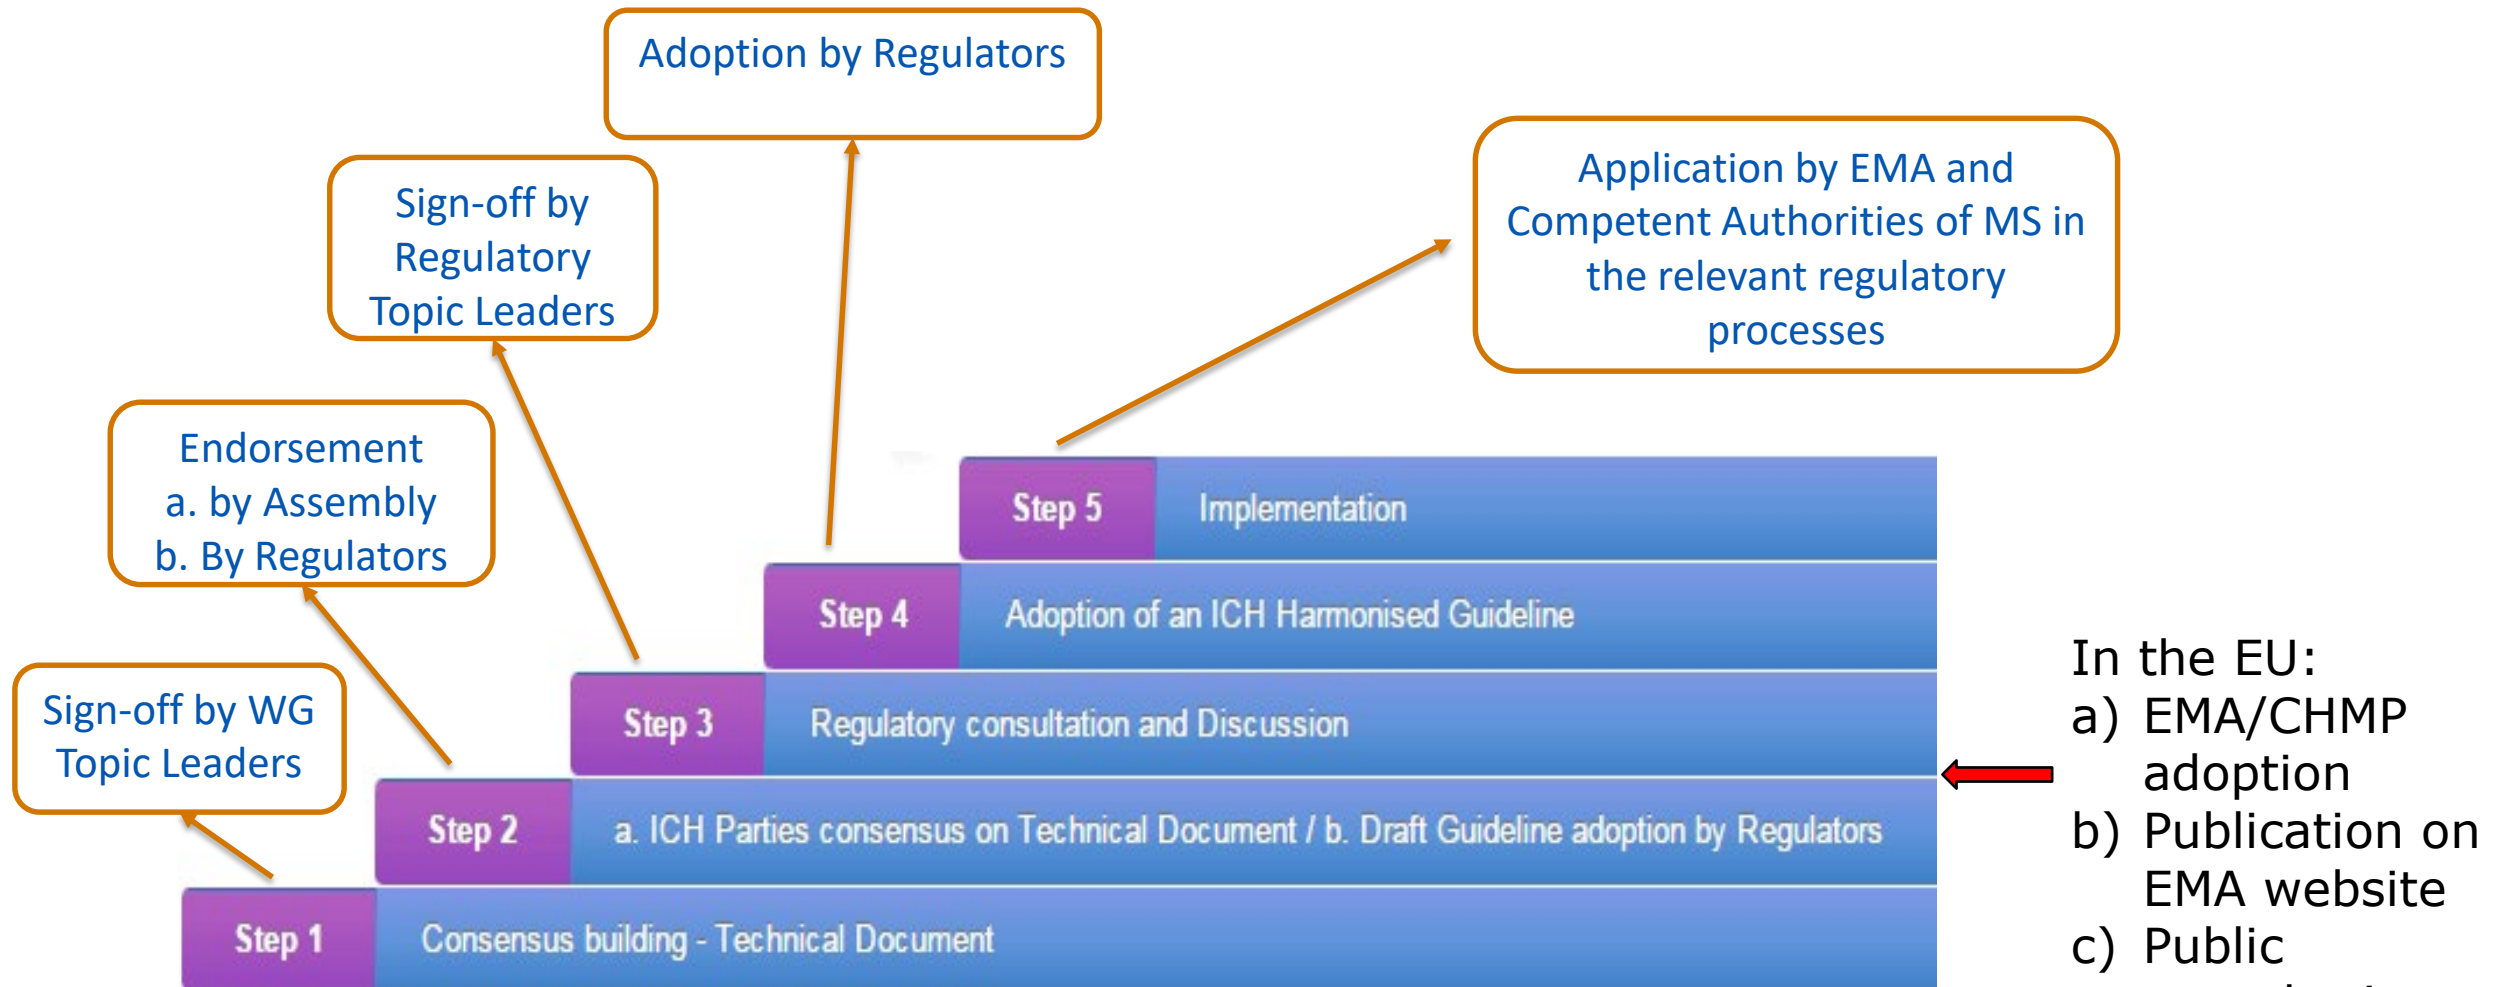 Adoption by Regulators
Sign-off by
Regulatory
Topic Leaders
Application by EMA and
Competent Authorities of MS in
the relevant regulatory
processes
Endorsement
a. by Assembly
b. By Regulators
Sign-off by WG
Topic Leaders
Step 5 Implementation
Step 4 Adoption of an ICH Harmonised Guideline
Step 3 Regulatory consultation and Discussion
Step 2 a. ICH Parties consensus on Technical Document / b. Draft Guideline adoption by Regulators
Step 1 Consensus building - Technical Document
In the EU:
a) EMA/CHMP
adoption
b) Publication on
EMA website
c) Public